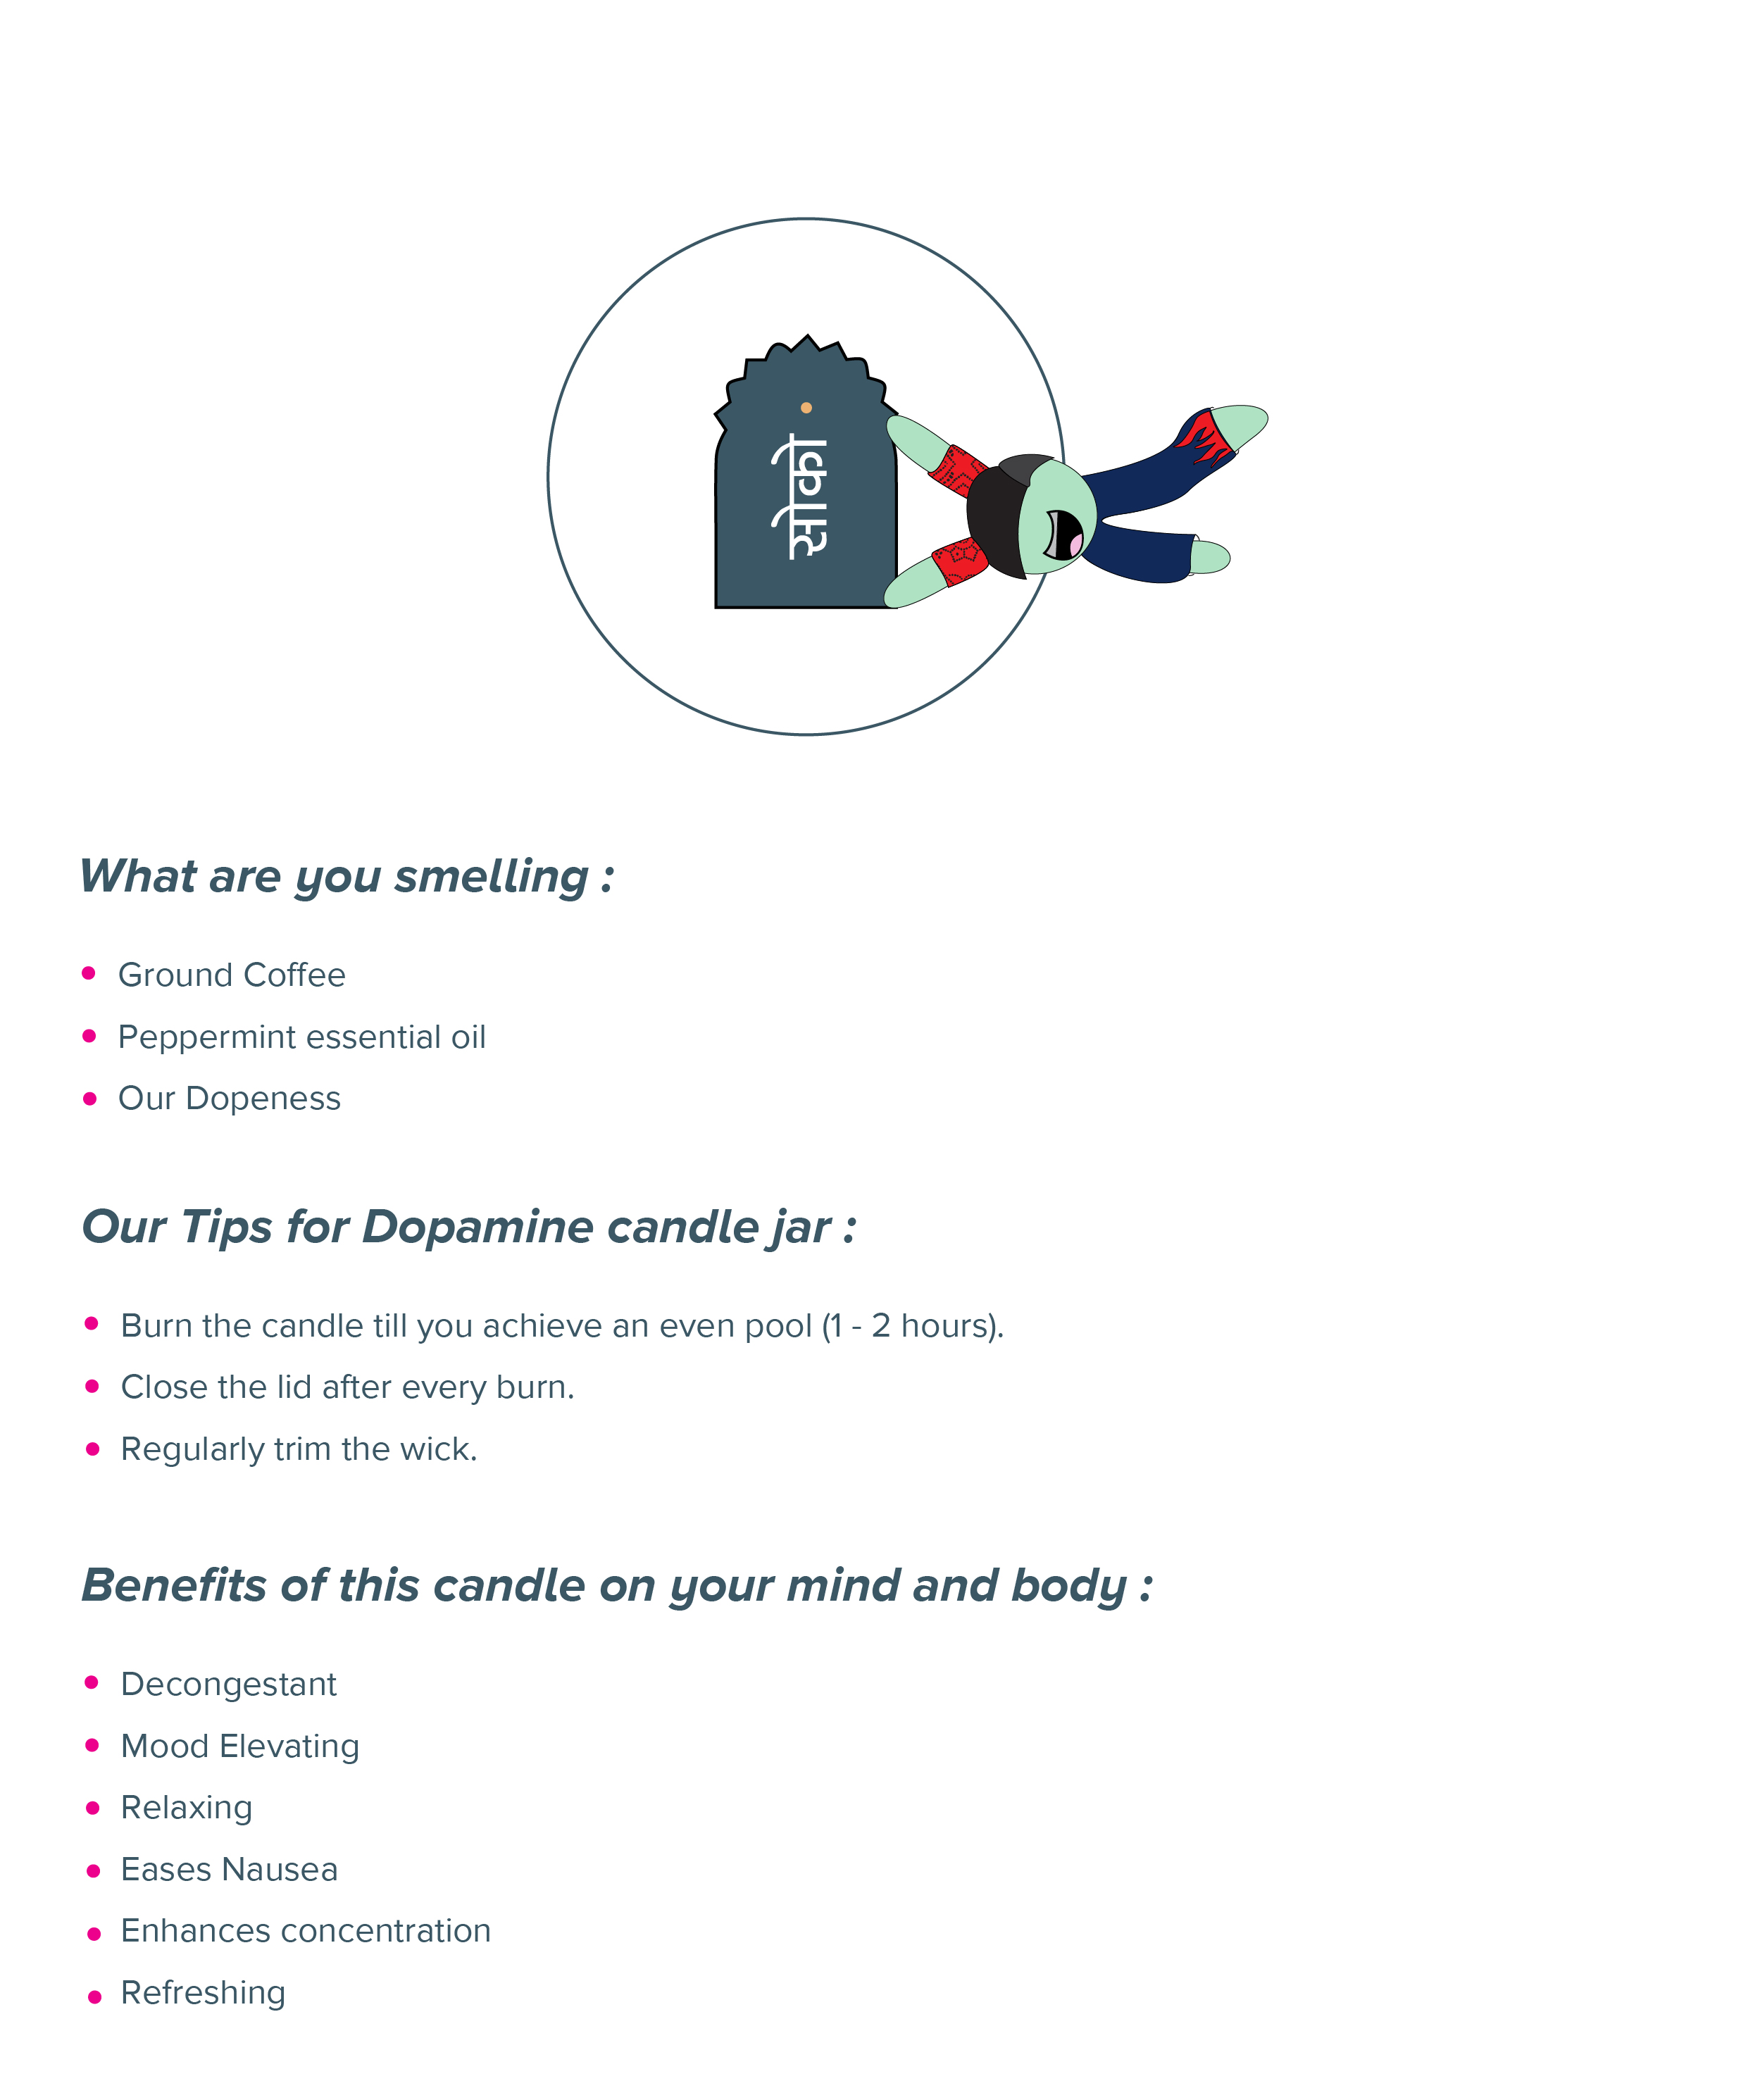 सोको
What are you smelling :
Ground Coffee
Peppermint essential oil
Our Dopeness
Our Tips for Dopamine candle jar :
Burn the candle till you achieve an even pool (1 - 2 hours).
Close the lid after every burn.
Regularly trim the wick.
Benefits of this candle on your mind and body :
Decongestant
Mood Elevating
Relaxing
Eases Nausea
Enhances concentration
Refreshing